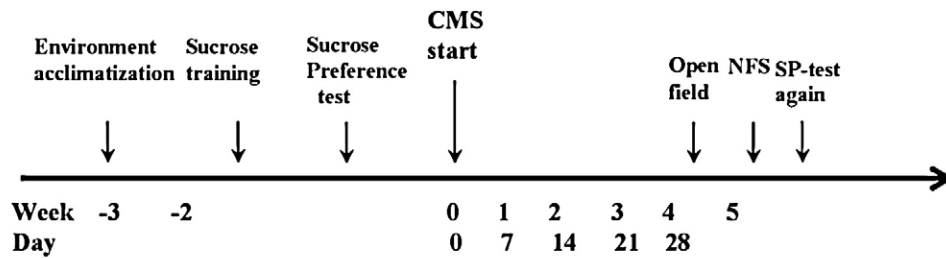 CMS
start
Environment
acclimatization
Sucrose
training
Sucrose
Preference
test
Open
field
NFS
SP-test
again
Week -3 -2 0 1 2 3 4 5
Day 0 7 14 21 28